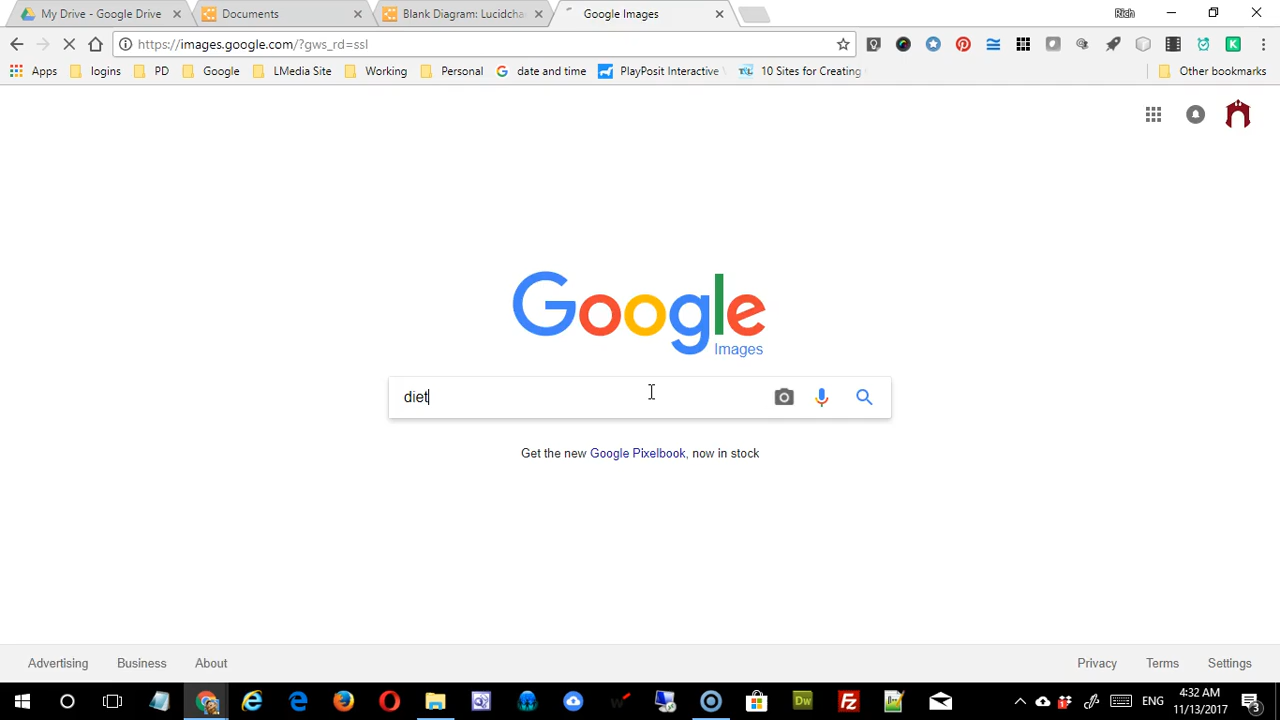 My Drive - Google Drive
Documents
Blank Diagram: Lucidcha
Google Images
Rich
https://images.google.com/?gws_rd=ssl
Apps
logins
PD
Google
LMedia Site
Working
Personal
date and time
PlayPosit Interactive
10 Sites for Creating
Other bookmarks
Google
Images
diet
Get the new Google Pixelbook, now in stock
Advertising
Business
About
Privacy
Terms
Settings
ENG
4:32 AM
11/13/2017